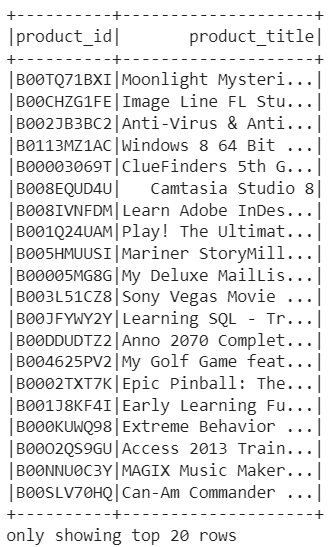 +----------+--------------------+
|product_id|       product_title|
+----------+--------------------+
|B00TQ71BXI|Moonlight Mysteri...|
|B00CHZG1FE|Image Line FL Stu...|
|B002JB3BC2|Anti-Virus & Anti...|
|B0113MZ1AC|Windows 8 64 Bit ...|
|B00003069T|ClueFinders 5th G...|
|B008EQUD4U|   Camtasia Studio 8|
|B008IVNFDM|Learn Adobe InDes...|
|B001Q24UAM|Play! The Ultimat...|
|B005HMUUSI|Mariner StoryMill...|
|B00005MG8G|My Deluxe MailLis...|
|B003L51CZ8|Sony Vegas Movie ...|
|B00JFYWY2Y|Learning SQL - Tr...|
|B00DDUDTZ2|Anno 2070 Complet...|
|B004625PV2|My Golf Game feat...|
|B0002TXT7K|Epic Pinball: The...|
|B001J8KF4I|Early Learning Fu...|
|B000KUWQ98|Extreme Behavior ...|
|B00O2QS9GU|Access 2013 Train...|
|B00NNU0C3Y|MAGIX Music Maker...|
|B00SLV70HQ|Can-Am Commander ...|
+----------+--------------------+
only showing top 20 rows